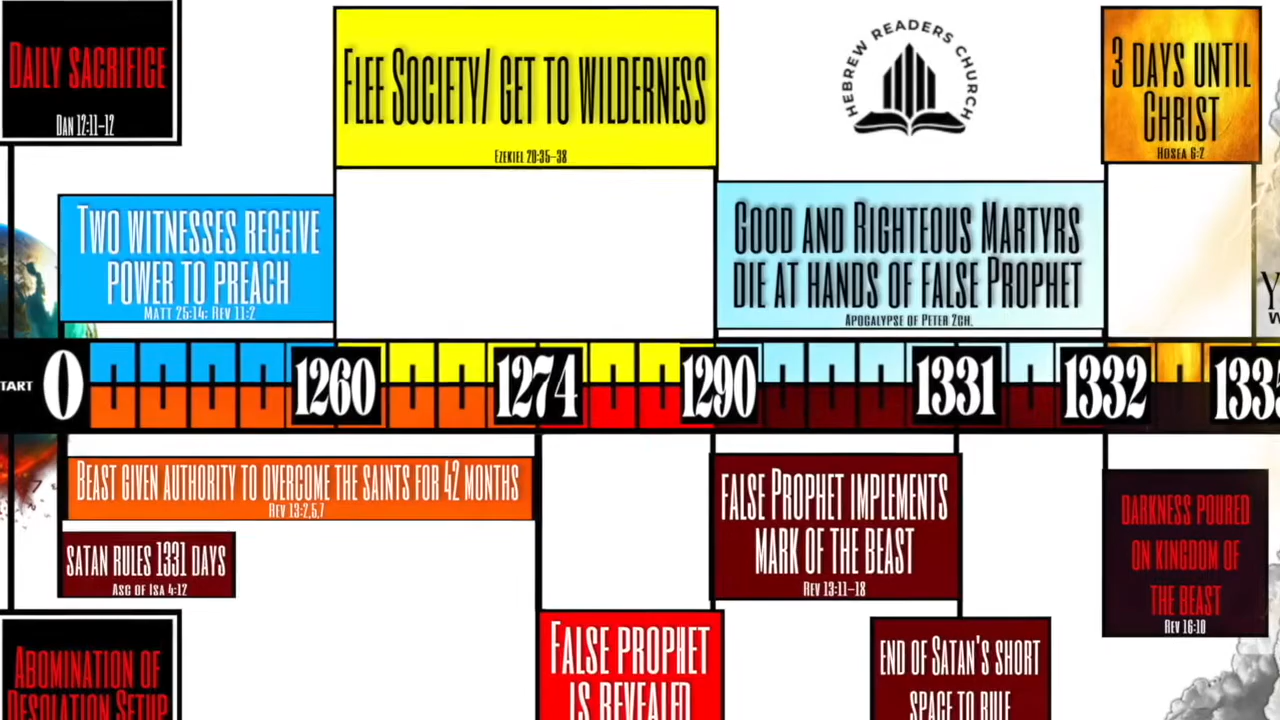 DAILY SACRIFICE
DAN 12:11-12
FLEE SOCIETY/ GET TO WILDERNESS
EZEKIEL 20:35-38
HEBREW READERS CHURCH
3 DAYS UNTIL
CHRIST
HOSEA 6:2
TWO WITNESSES RECEIVE
POWER TO PREACH
MATT 25:14; REV 11:2
GOOD AND RIGHTEOUS MARTYRS
DIE AT HANDS OF FALSE PROPHET
APOCALYPSE OF PETER 2CH.
0
1260
1274
1290
1331
1332
BEAST GIVEN AUTHORITY TO OVERCOME THE SAINTS FOR 42 MONTHS
REV 13:2,5,7
SATAN RULES 1331 DAYS
ASC OF ISA 4:12
FALSE PROPHET IMPLEMENTS
MARK OF THE BEAST
REV 13:11-18
DARKNESS POURED
ON KINGDOM OF
THE BEAST
REV 16:10
ABOMINATION OF
DESOLATION SETUP
FALSE PROPHET
IS REVEALED
END OF SATAN'S SHORT
SPACE TO RULE